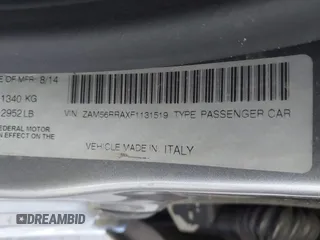 E OF MFR 8/14
1340 KG
2952 LB
VIN: ZAM56RRAXF1131519 TYPE: PASSENGER CAR
EDERAL MOTOR
EFFECT ON THE
VEHICLE MADE IN: ITALY
DREAMBID